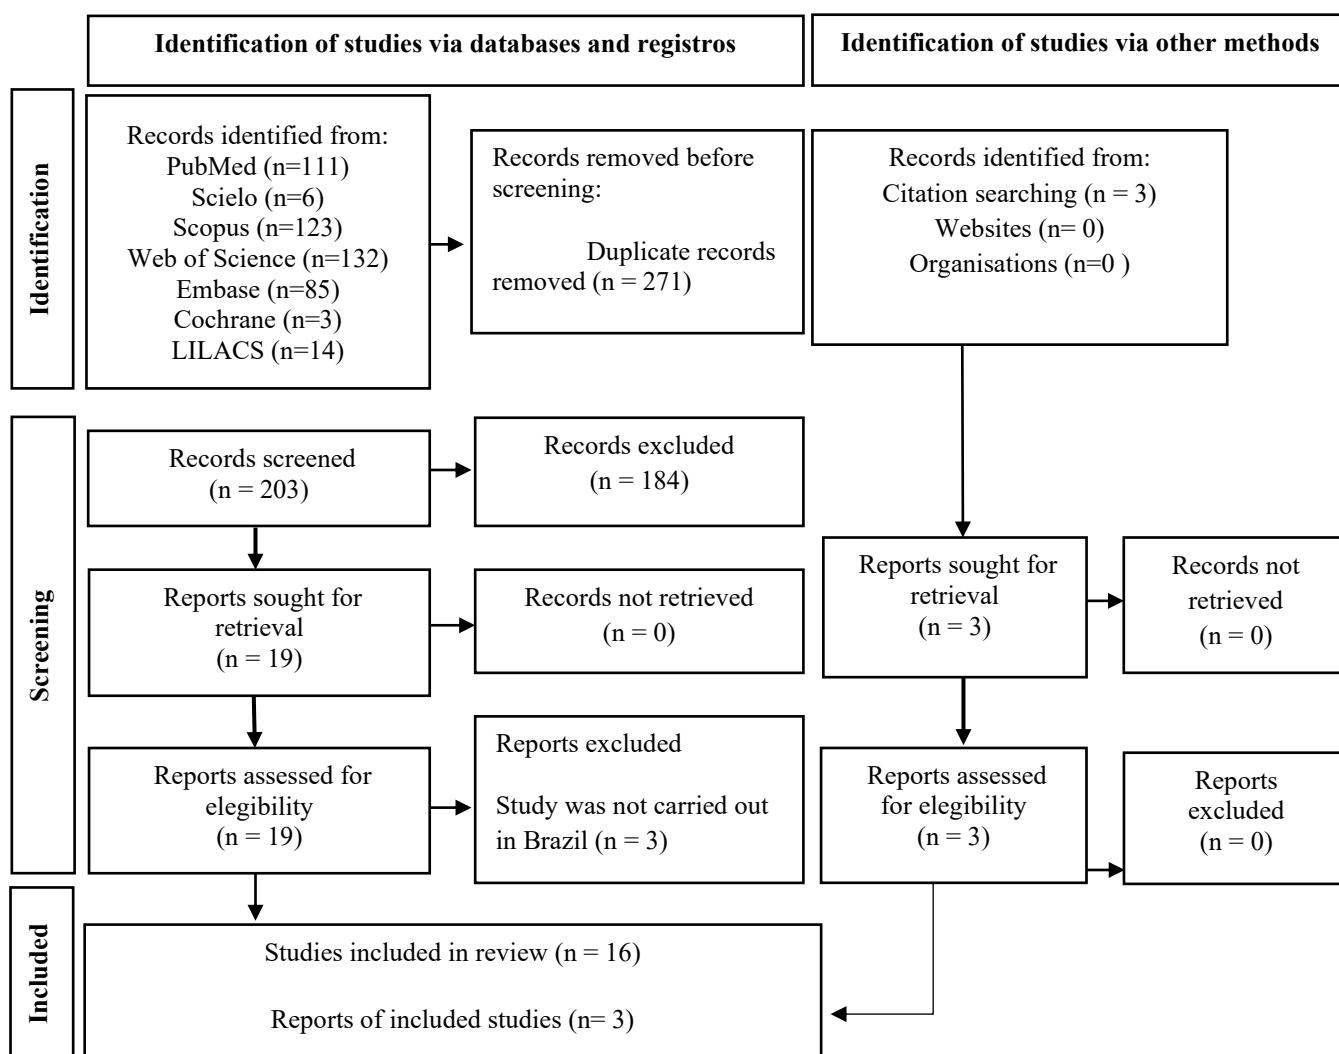 Identification of studies via databases and registros
Identification of studies via other methods
Identification
Records identified from:
PubMed (n=111)
Scielo (n=6)
Scopus (n=123)
Web of Science (n=132)
Embase (n=85)
Cochrane (n=3)
LILACS (n=14)
Records removed before
screening:
Duplicate records
removed (n = 271)
Records identified from:
Citation searching (n = 3)
Websites (n= 0)
Organisations (n=0 )
Screening
Records screened
(n = 203)
Records excluded
(n = 184)
Reports sought for
retrieval
(n = 19)
Records not retrieved
(n = 0)
Reports sought for
retrieval
(n = 3)
Records not
retrieved
(n = 0)
Reports assessed for
elegibility
(n = 19)
Reports excluded
Study was not carried out
in Brazil (n = 3)
Reports assessed
for elegibility
(n = 3)
Reports
excluded
(n = 0)
Included
Studies included in review (n = 16)
Reports of included studies (n= 3)